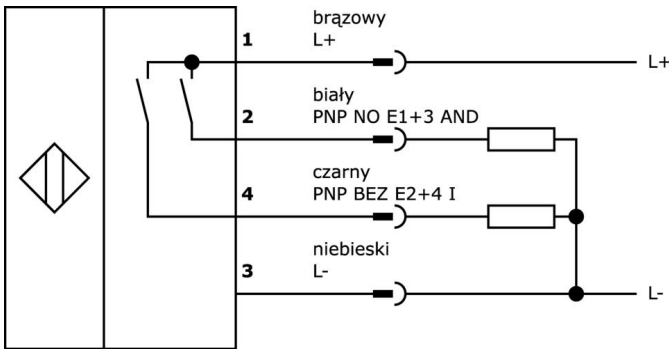 brązowy
1 L+ L+
biały
2 PNP NO E1+3 AND
czarny
4 PNP BEZ E2+4 I
niebieski
3 L- L-